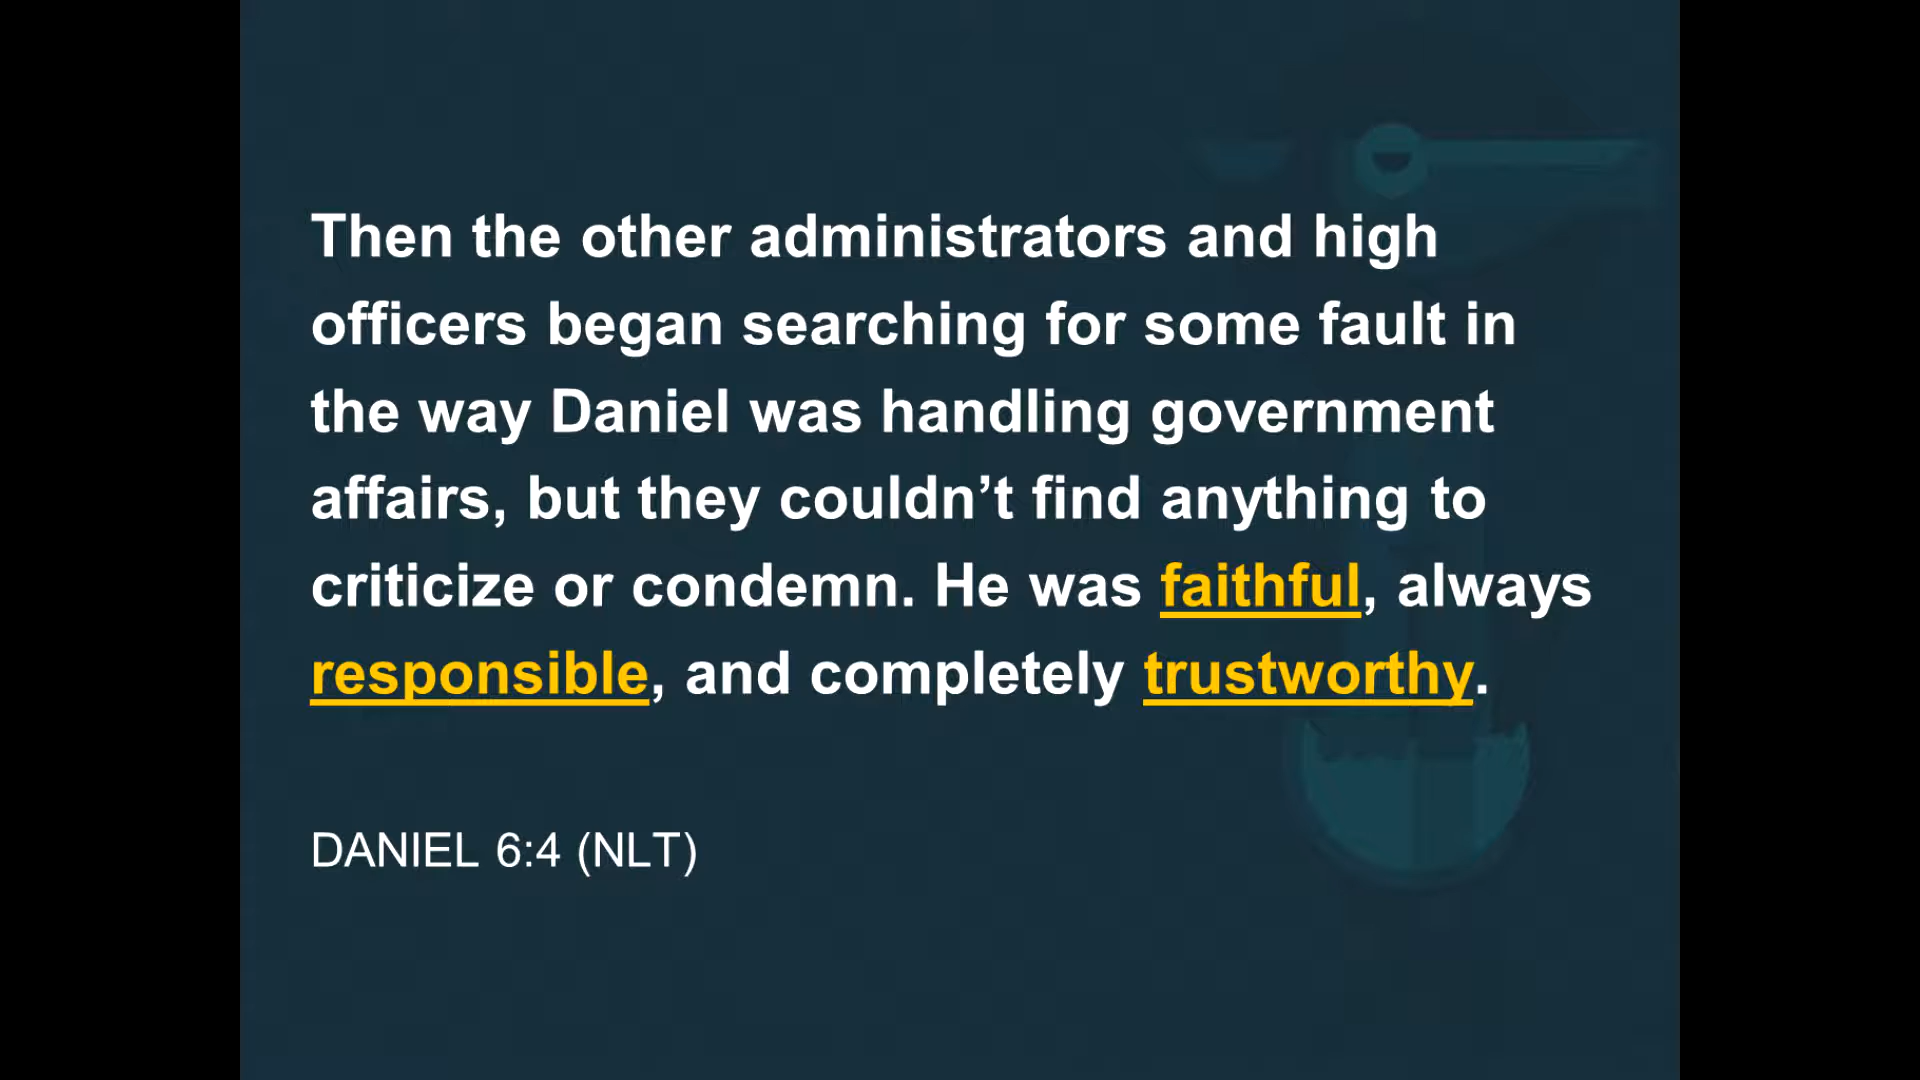 Then the other administrators and high
officers began searching for some fault in
the way Daniel was handling government
affairs, but they couldn’t find anything to
criticize or condemn. He was faithful, always
responsible, and completely trustworthy.
DANIEL 6:4 (NLT)